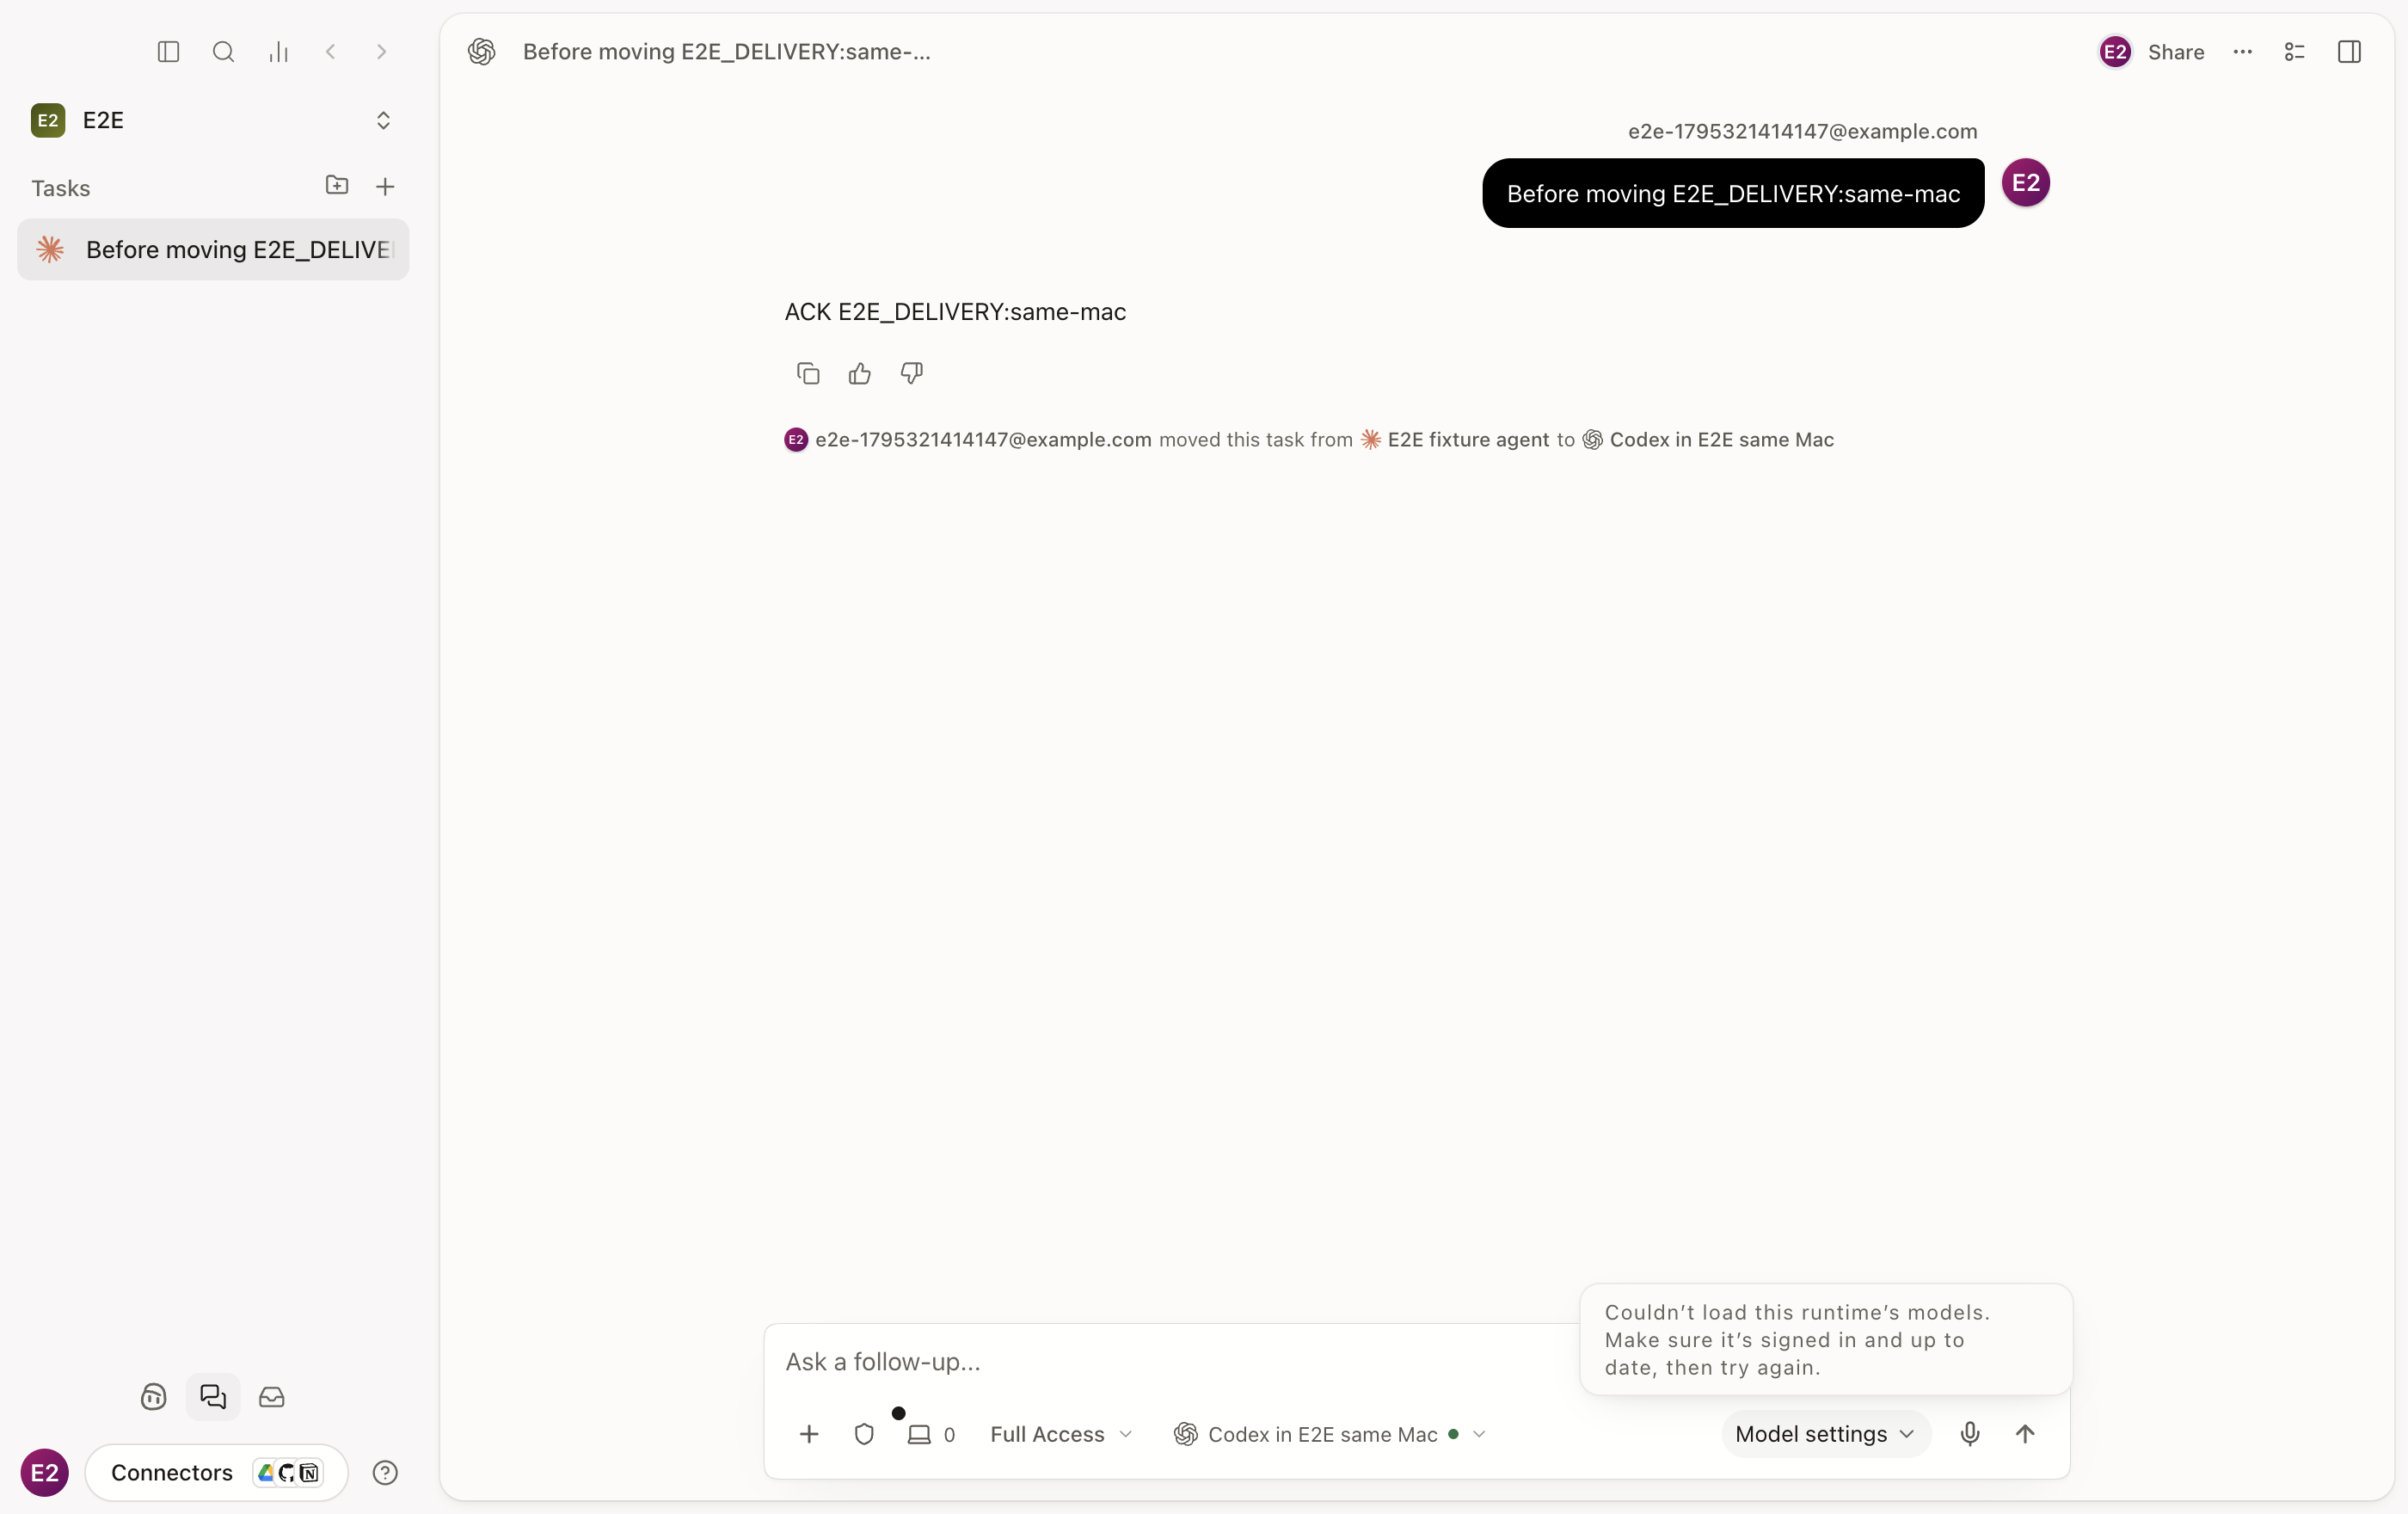 Before moving E2E_DELIVERY:same-...
E2 Share
E2 E2E
Tasks
Before moving E2E_DELIVE
e2e-1795321414147@example.com
Before moving E2E_DELIVERY:same-mac
E2
ACK E2E_DELIVERY:same-mac
E2 e2e-1795321414147@example.com moved this task from E2E fixture agent to Codex in E2E same Mac
Couldn’t load this runtime’s models.
Make sure it’s signed in and up to
date, then try again.
Ask a follow-up...
0 Full Access Codex in E2E same Mac Model settings
E2 Connectors